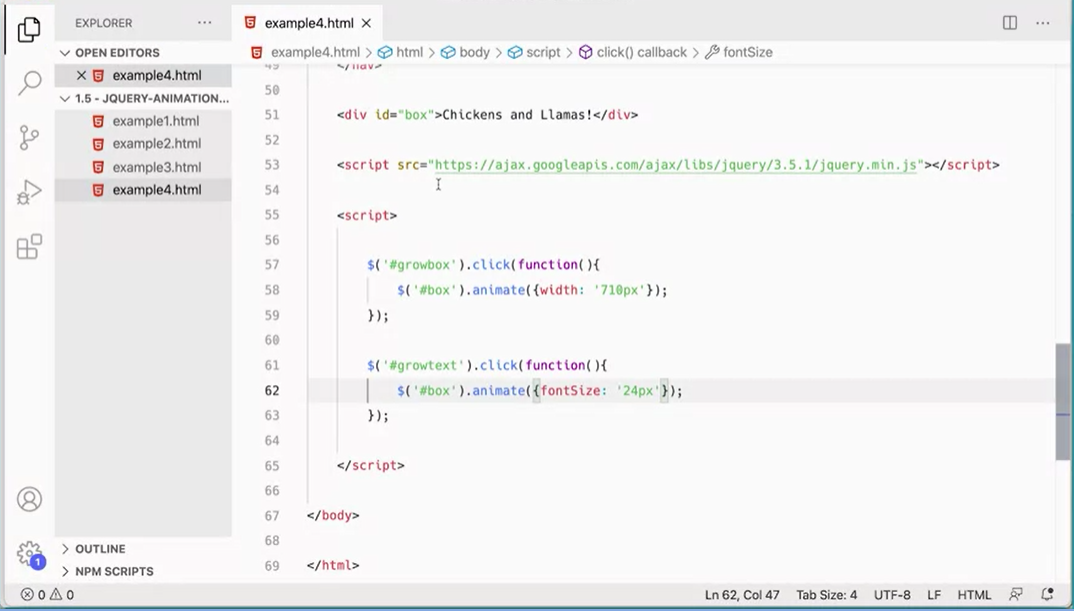 EXPLORER
OPEN EDITORS
example4.html
1.5 - JQUERY-ANIMATION...
example1.html
example2.html
example3.html
example4.html
OUTLINE
NPM SCRIPTS
1
example4.html
example4.html > html > body > script > click() callback > fontSize
49 </nav>
50
51 <div id="box">Chickens and Llamas!</div>
52
53 <script src="https://ajax.googleapis.com/ajax/libs/jquery/3.5.1/jquery.min.js"></script>
54
55 <script>
56
57 $('#growbox').click(function(){
58 $('#box').animate({width: '710px'});
59 });
60
61 $('#growtext').click(function(){
62 $('#box').animate({fontSize: '24px'});
63 });
64
65 </script>
66
67 </body>
68
69 </html>
0 0 Ln 62, Col 47 Tab Size: 4 UTF-8 LF HTML